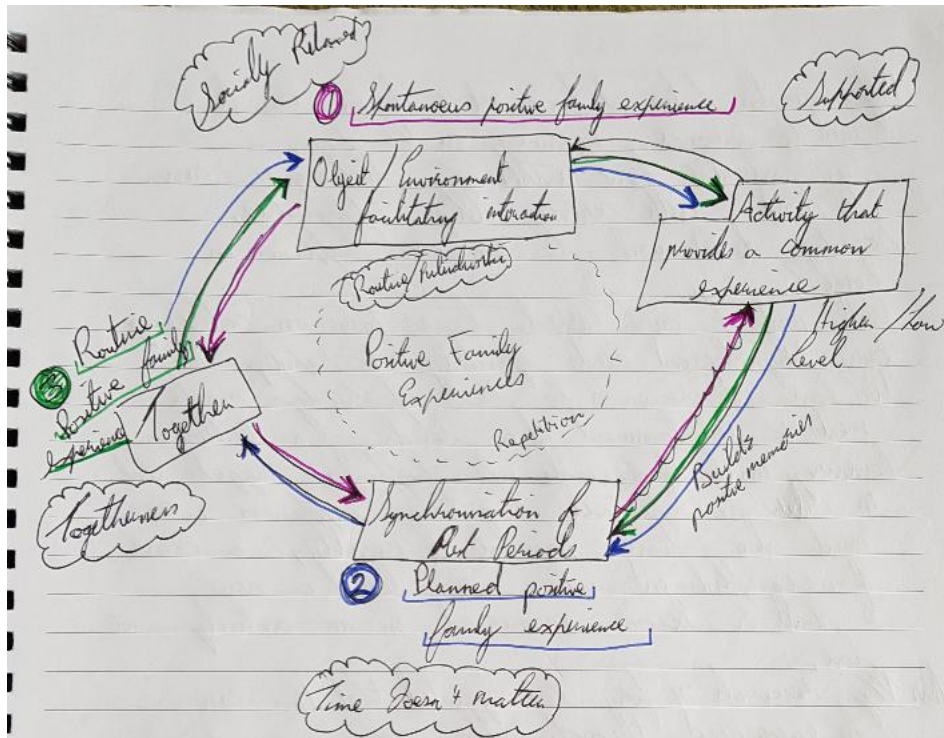 Socially Relaxed
Supported
① Spontaneous positive family experience
Object / Environment
facilitating interaction
Activity that
provides a common
experience
Routine/
Positive Family
Experiences
Repetition
Higher/Low
Level
Builds
positive memories
Routine
③ Positive family
experience
Together
Togetherness
Synchronisation of
Rest Periods
② Planned positive
family experience
Time Doesn't matter